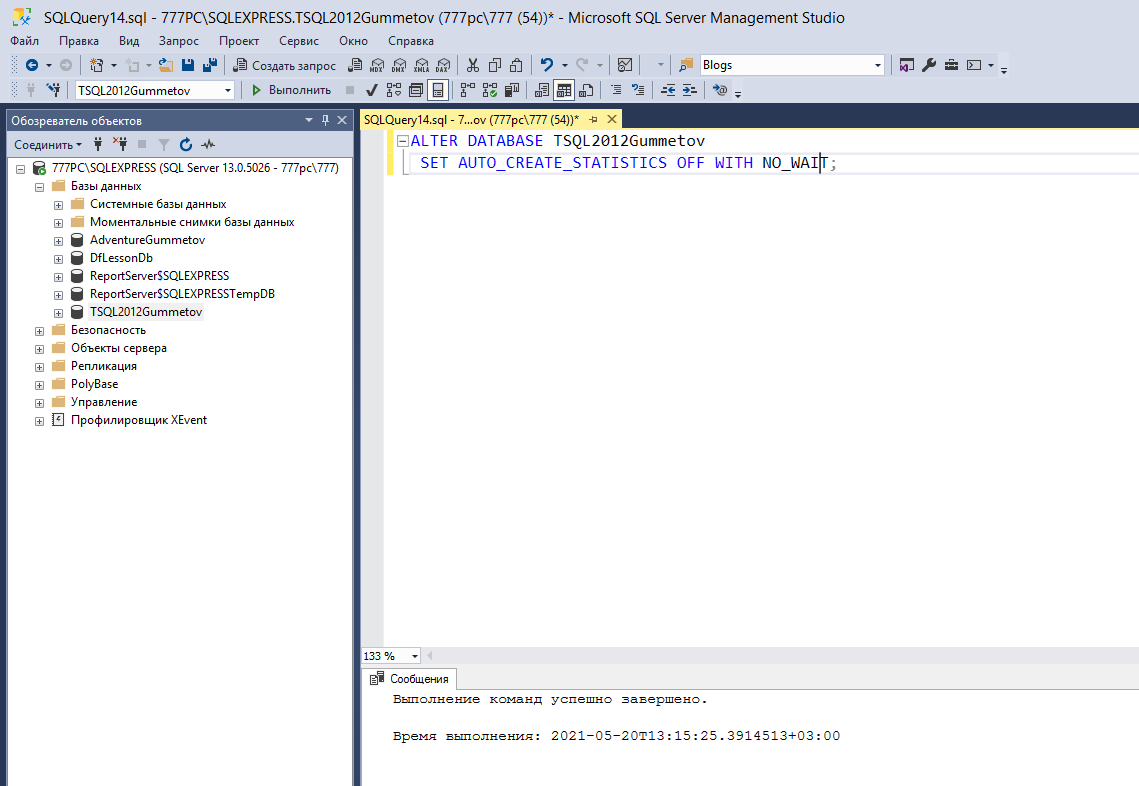 SQLQuery14.sql - 777PC\SQLEXPRESS.TSQL2012Gummetov (777pc\777 (54))* - Microsoft SQL Server Management Studio
Файл Правка Вид Запрос Проект Сервис Окно Справка
Создать запрос MDX DMX XMLA DAX Blogs
TSQL2012Gummetov Выполнить
Обозреватель объектов
SQLQuery14.sql - 7...ov (777pc\777 (54))*
Соединить
777PC\SQLEXPRESS (SQL Server 13.0.5026 - 777pc\777)
Базы данных
Системные базы данных
Моментальные снимки базы данных
AdventureGummetov
DfLessonDb
ReportServer$SQLEXPRESS
ReportServer$SQLEXPRESSTempDB
TSQL2012Gummetov
Безопасность
Объекты сервера
Репликация
PolyBase
Управление
Профилировщик XEvent
ALTER DATABASE TSQL2012Gummetov
SET AUTO_CREATE_STATISTICS OFF WITH NO_WAIT;
133 %
Сообщения
Выполнение команд успешно завершено.
Время выполнения: 2021-05-20T13:15:25.3914513+03:00